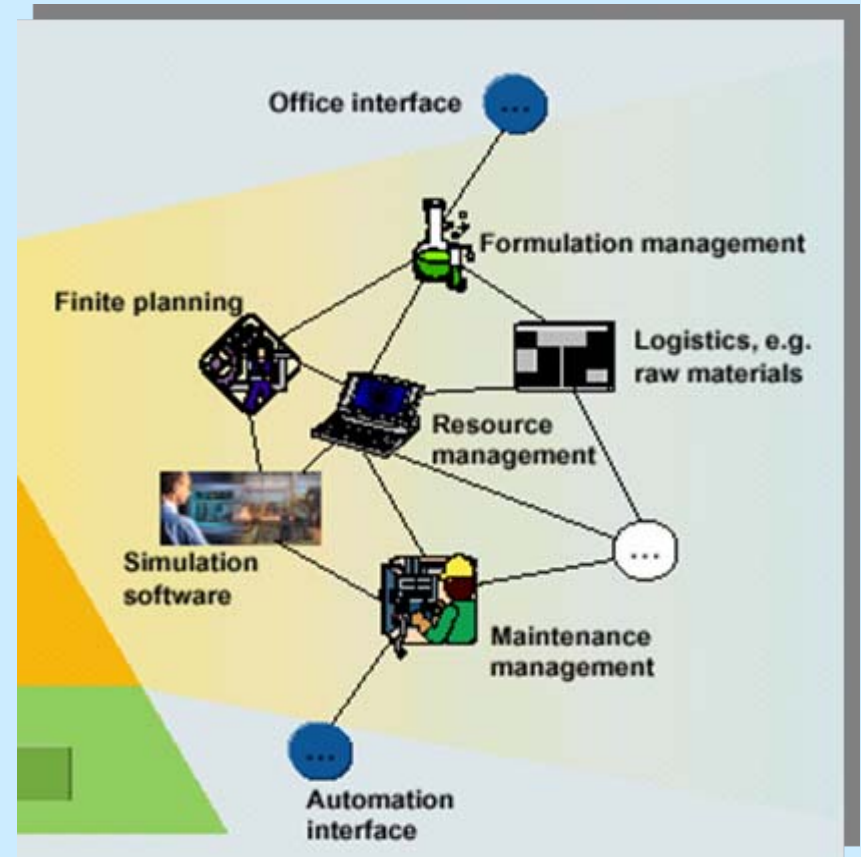 Office interface
...
Formulation management
Finite planning
Logistics, e.g.
raw materials
Resource
management
...
Simulation
software
Maintenance
management
...
Automation
interface